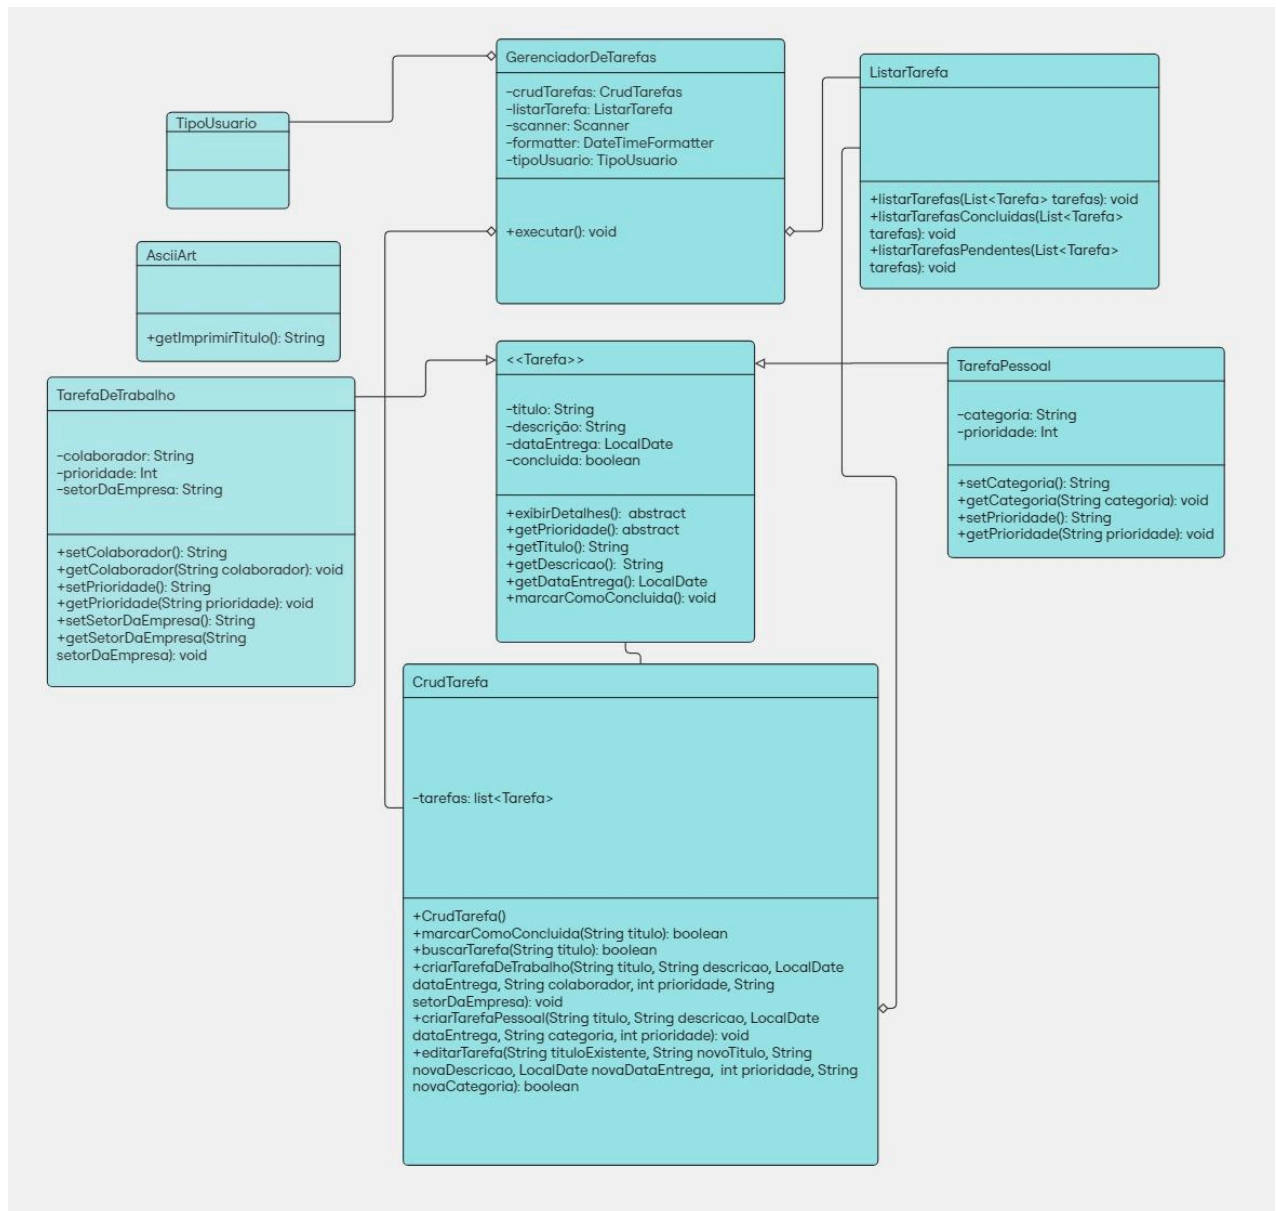 GerenciadorDeTarefas
-crudTarefas: CrudTarefas
-listarTarefa: ListarTarefa
-scanner: Scanner
-formatter: DateTimeFormatter
-tipoUsuario: TipoUsuario
+executar(): void
ListarTarefa
+listarTarefas(List<Tarefa> tarefas): void
+listarTarefasConcluidas(List<Tarefa>
tarefas): void
+listarTarefasPendentes(List<Tarefa>
tarefas): void
TipoUsuario
AsciiArt
+getImprimirTitulo(): String
TarefaDeTrabalho
-colaborador: String
-prioridade: Int
-setorDaEmpresa: String
+setColaborador(): String
+getColaborador(String colaborador): void
+setPrioridade(): String
+getPrioridade(String prioridade): void
+setSetorDaEmpresa(): String
+getSetorDaEmpresa(String
setorDaEmpresa): void
<<Tarefa>>
-titulo: String
-descrição: String
-dataEntrega: LocalDate
-concluida: boolean
+exibirDetalhes(): abstract
+getPrioridade(): abstract
+getTitulo(): String
+getDescricao(): String
+getDataEntrega(): LocalDate
+marcarComoConcluida(): void
TarefaPessoal
-categoria: String
-prioridade: Int
+setCategoria(): String
+getCategoria(String categoria): void
+setPrioridade(): String
+getPrioridade(String prioridade): void
CrudTarefa
-tarefas: list<Tarefa>
+CrudTarefa()
+marcarComoConcluida(String titulo): boolean
+buscarTarefa(String titulo): boolean
+criarTarefaDeTrabalho(String titulo, String descricao, LocalDate
dataEntrega, String colaborador, int prioridade, String
setorDaEmpresa): void
+criarTarefaPessoal(String titulo, String descricao, LocalDate
dataEntrega, String categoria, int prioridade): void
+editarTarefa(String tituloExistente, String novoTitulo, String
novaDescricao, LocalDate novaDataEntrega, int prioridade, String
novaCategoria): boolean